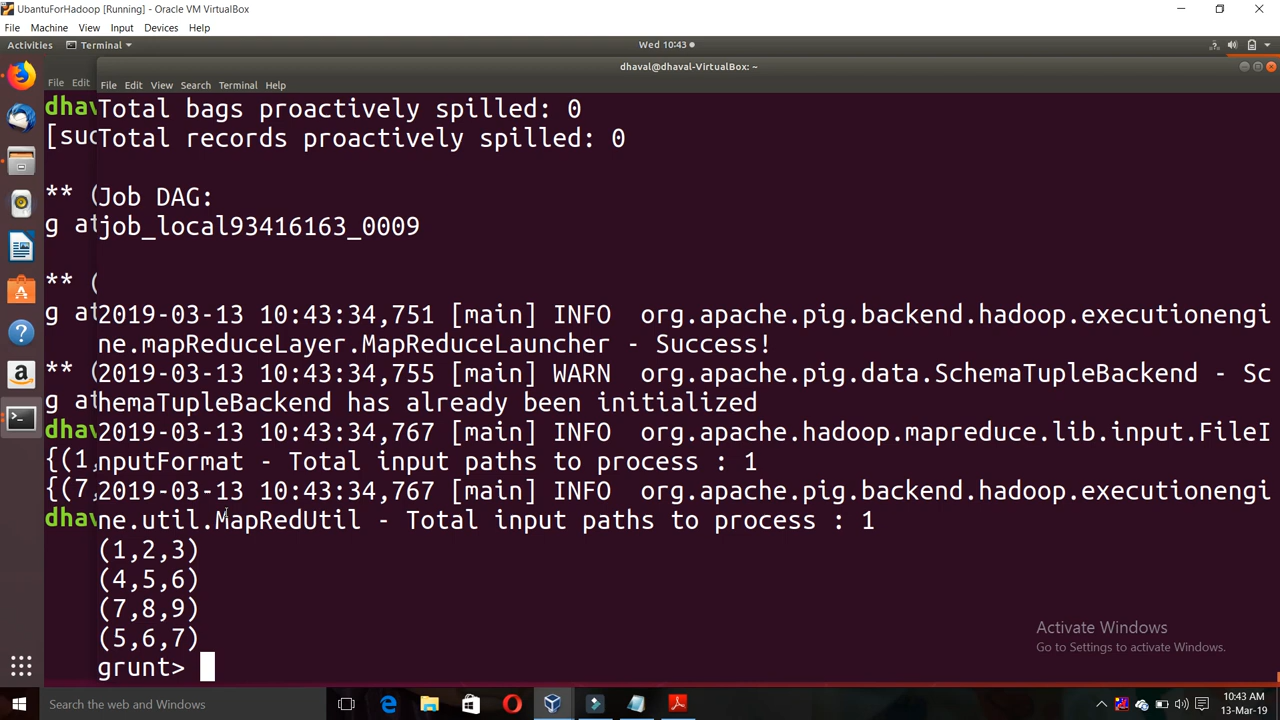 UbantuForHadoop [Running] - Oracle VM VirtualBox
File Machine View Input Devices Help
Activities Terminal Wed 10:43
dhaval@dhaval-VirtualBox: ~
File Edit
File Edit View Search Terminal Help
Total bags proactively spilled: 0
Total records proactively spilled: 0
Job DAG:
job_local93416163_0009
2019-03-13 10:43:34,751 [main] INFO org.apache.pig.backend.hadoop.executionengi
ne.mapReduceLayer.MapReduceLauncher - Success!
2019-03-13 10:43:34,755 [main] WARN org.apache.pig.data.SchemaTupleBackend - Sc
hemaTupleBackend has already been initialized
2019-03-13 10:43:34,767 [main] INFO org.apache.hadoop.mapreduce.lib.input.FileI
nputFormat - Total input paths to process : 1
2019-03-13 10:43:34,767 [main] INFO org.apache.pig.backend.hadoop.executionengi
ne.util.MapRedUtil - Total input paths to process : 1
(1,2,3)
(4,5,6)
(7,8,9)
(5,6,7)
grunt>
Activate Windows
Go to Settings to activate Windows.
Search the web and Windows
10:43 AM
13-Mar-19